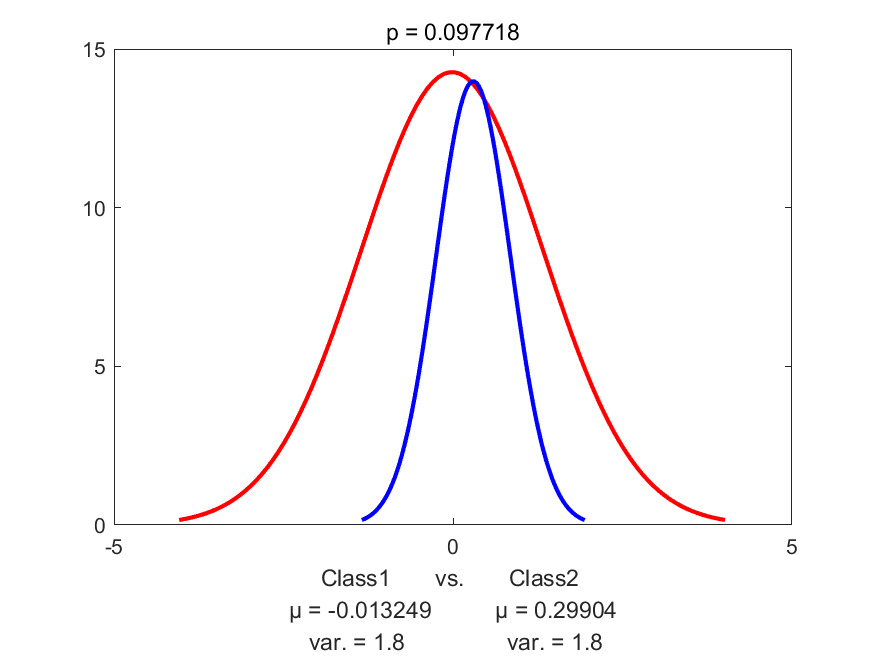 p = 0.097718
15
10
5
0
-5 0 5
Class1 vs. Class2
μ = -0.013249 μ = 0.29904
var. = 1.8 var. = 1.8